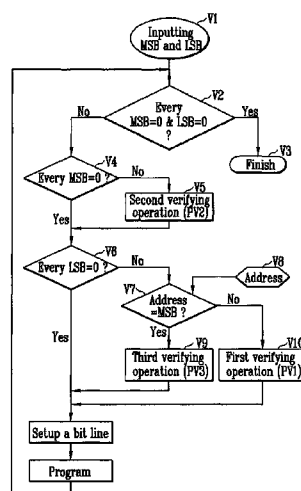 V1
Inputting
MSB and LSB
V2
Every
MSB=0 & LSB=0
?
No
Yes
V3
Finish
V4
Every MSB=0 ?
No
V5
Second verifying
operation (PV2)
Yes
V6
Every LSB=0 ?
No
V8
Address
V7
Address
=MSB ?
No
Yes
Yes
V9
Third verifying
operation (PV3)
V10
First verifying
operation (PV1)
Setup a bit line
Program